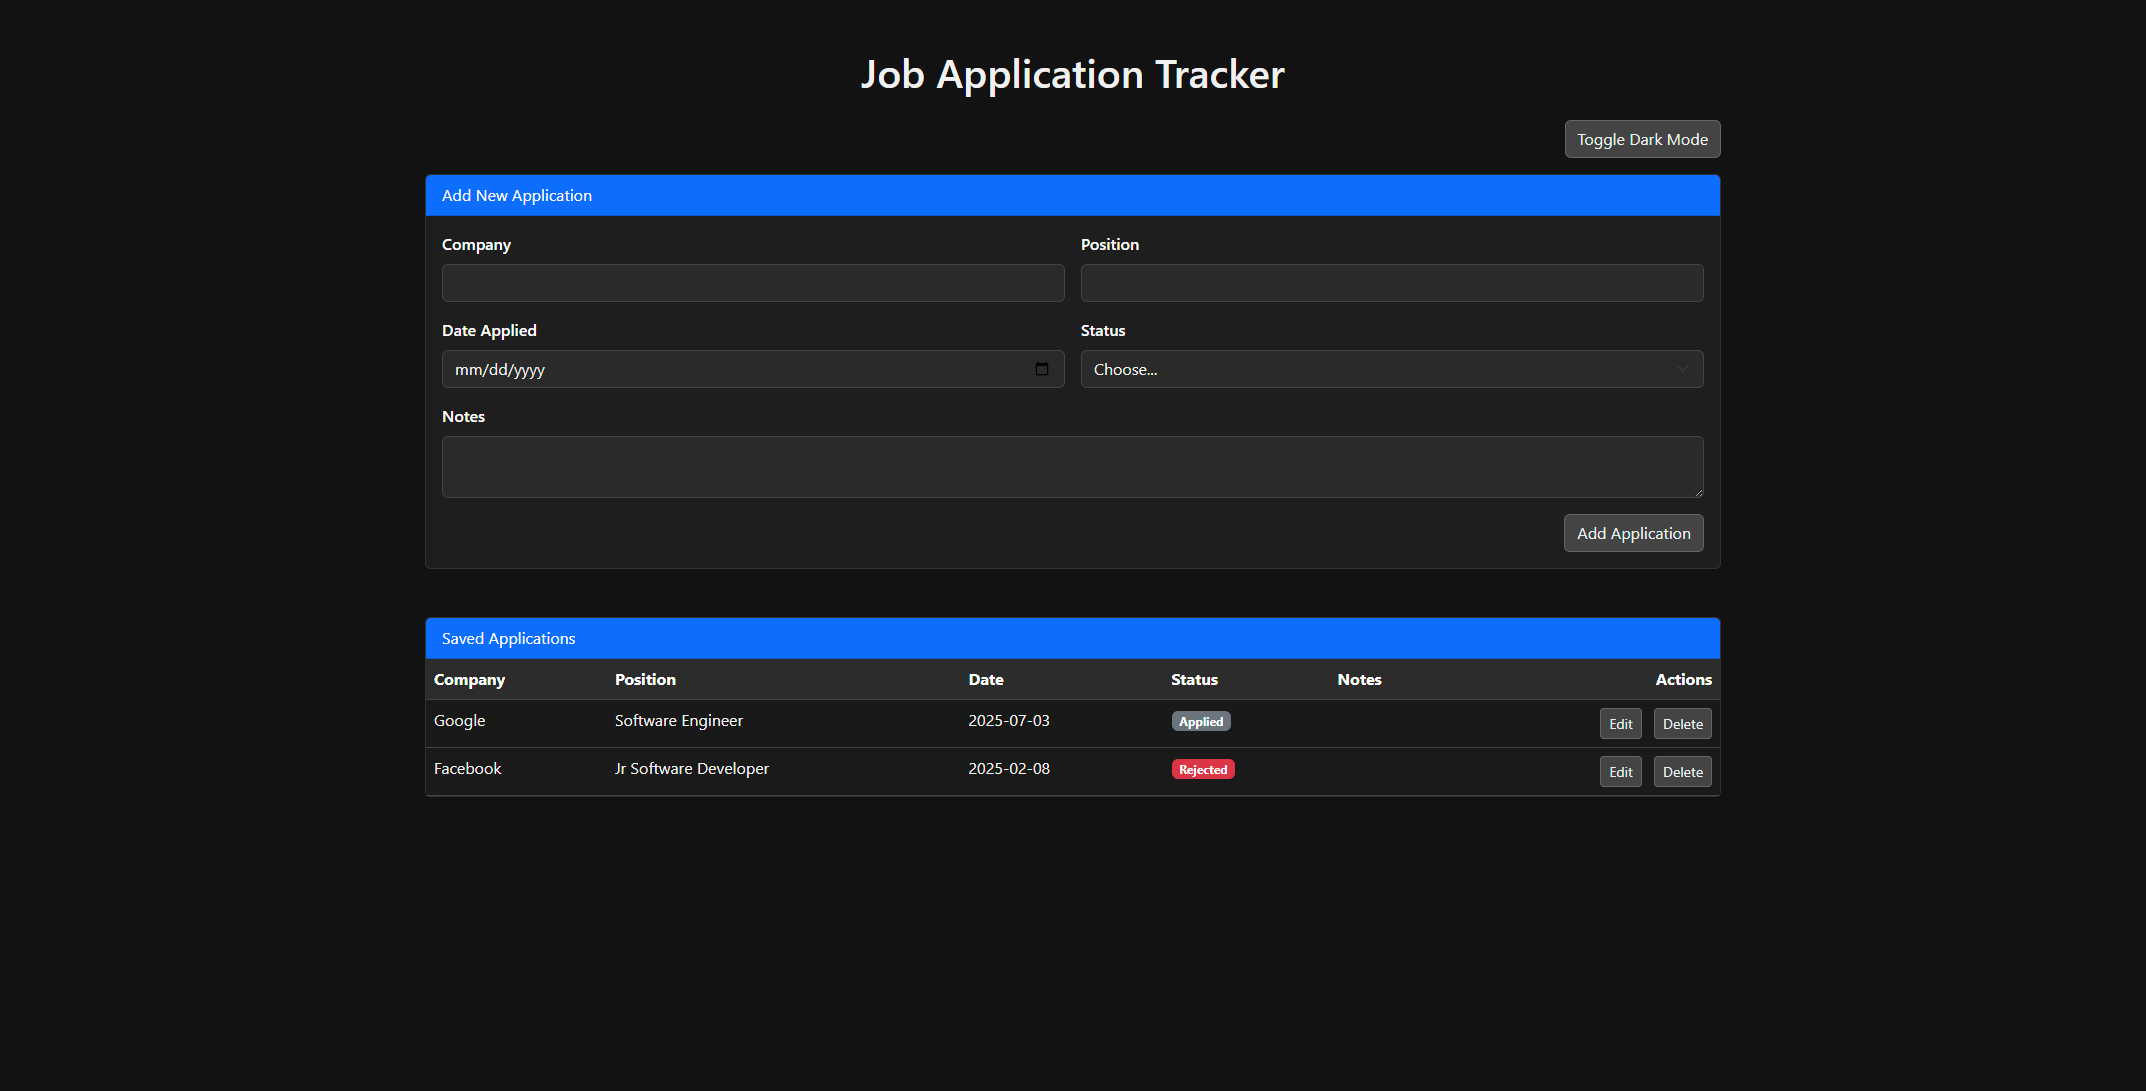 Job Application Tracker
Toggle Dark Mode
Add New Application
Company Position
Date Applied Status
mm/dd/yyyy Choose...
Notes
Add Application
Saved Applications
Company Position Date Status Notes Actions
Google Software Engineer 2025-07-03 Applied Edit Delete
Facebook Jr Software Developer 2025-02-08 Rejected Edit Delete